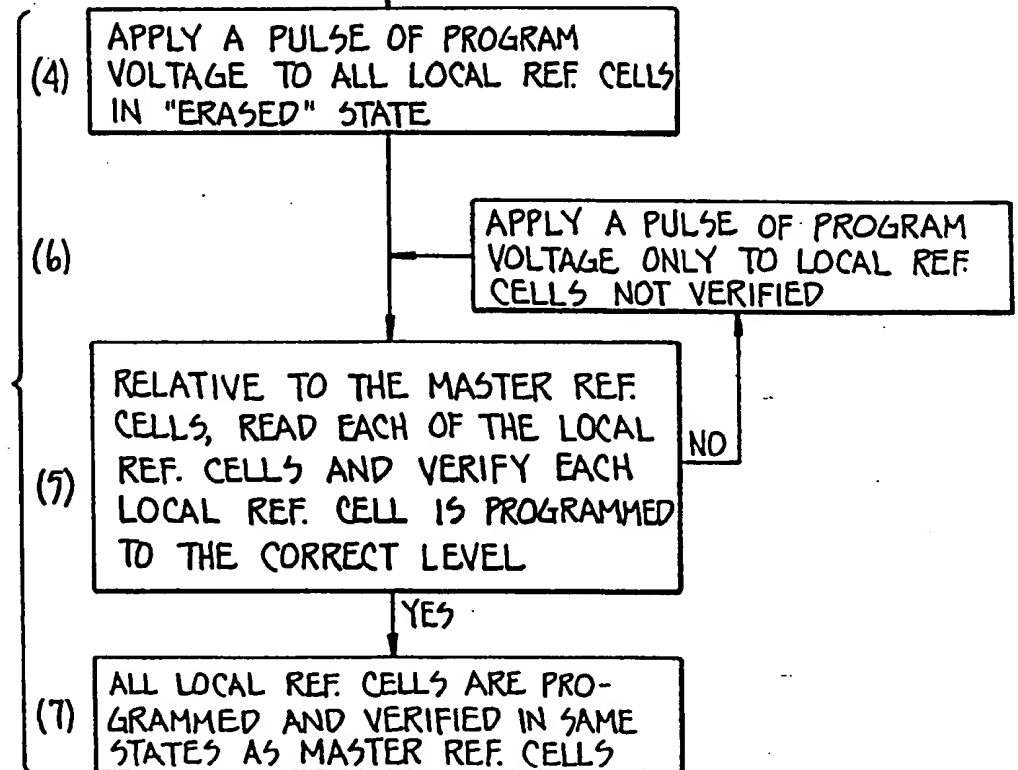 (4)
APPLY A PULSE OF PROGRAM
VOLTAGE TO ALL LOCAL REF. CELLS
IN "ERASED" STATE
(6)
APPLY A PULSE OF PROGRAM
VOLTAGE ONLY TO LOCAL REF.
CELLS NOT VERIFIED
(5)
RELATIVE TO THE MASTER REF.
CELLS, READ EACH OF THE LOCAL
REF. CELLS AND VERIFY EACH
LOCAL REF. CELL IS PROGRAMMED
TO THE CORRECT LEVEL
NO
YES
(7)
ALL LOCAL REF. CELLS ARE PRO-
GRAMMED AND VERIFIED IN SAME
STATES AS MASTER REF. CELLS